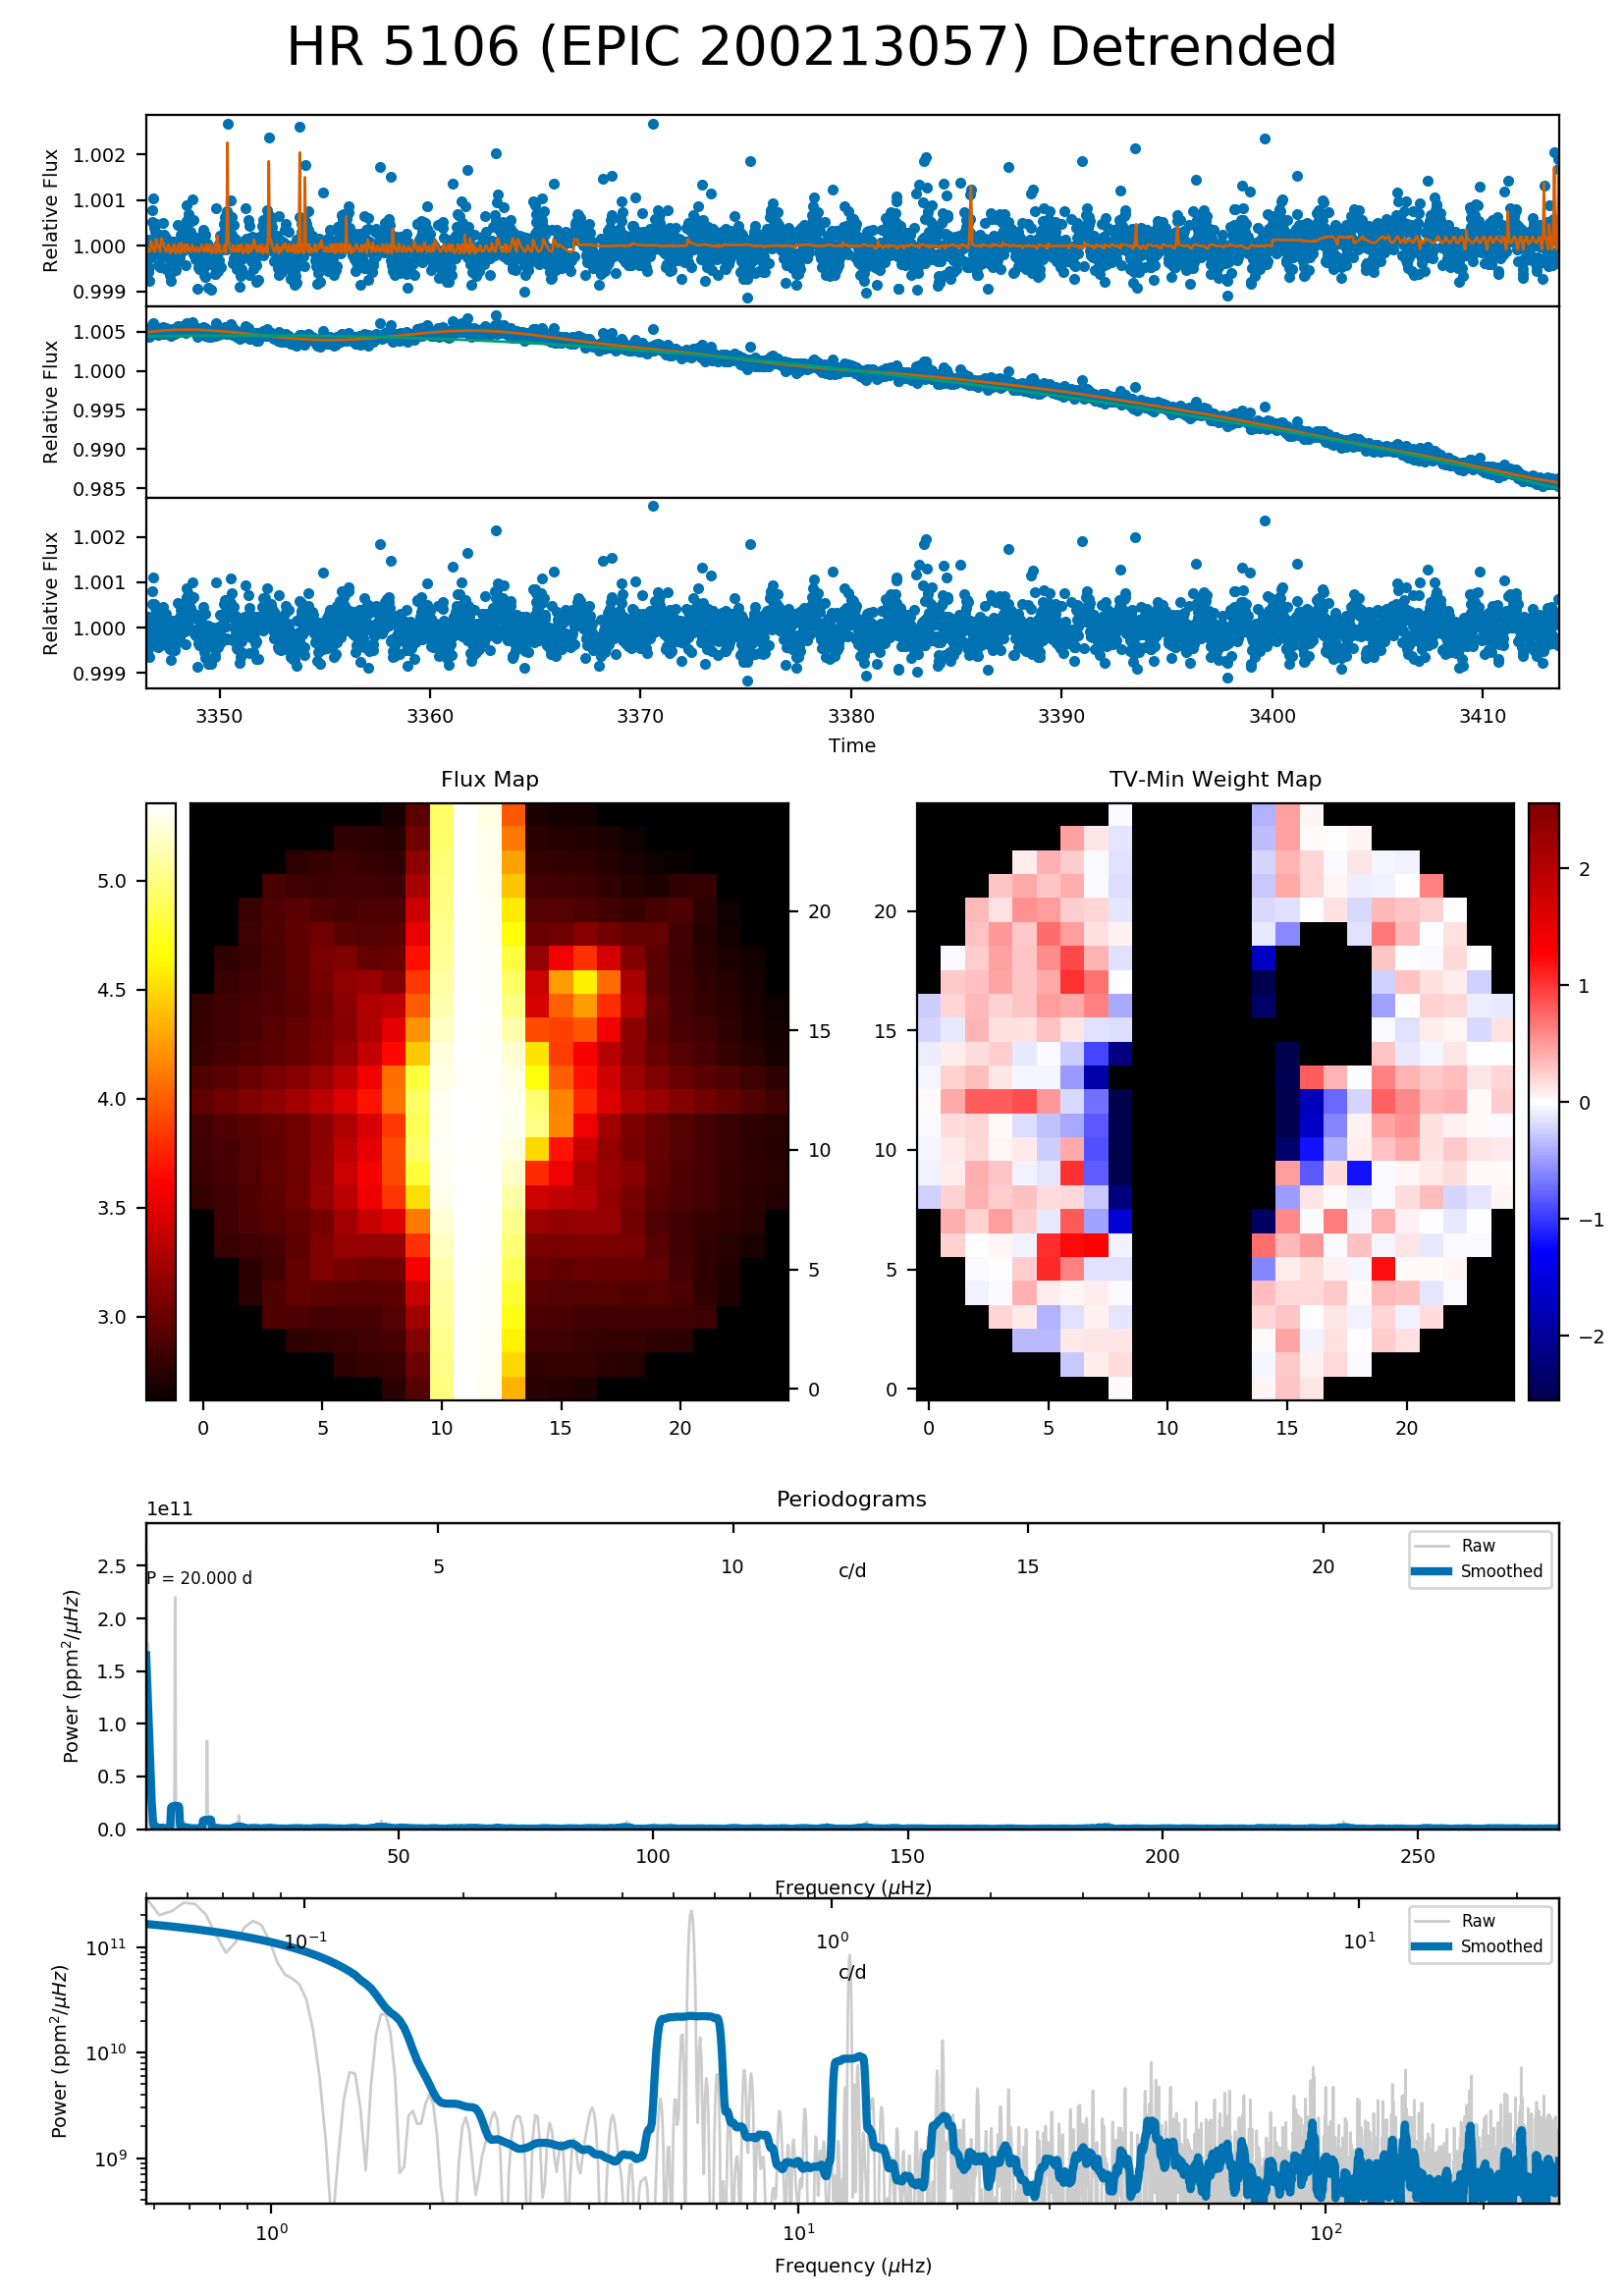 HR 5106 (EPIC 200213057) Detrended
Relative Flux
1.002
1.001
1.000
0.999
Relative Flux
1.005
1.000
0.995
0.990
0.985
Relative Flux
1.002
1.001
1.000
0.999
3350 3360 3370 3380 3390 3400 3410
Time
Flux Map
5.0
4.5
4.0
3.5
3.0
20
15
10
5
0
0 5 10 15 20
TV-Min Weight Map
20
15
10
5
0
0 5 10 15 20
2
1
0
−1
−2
Periodograms
1e11
Power (ppm²/μHz)
2.5
2.0
1.5
1.0
0.5
0.0
P = 20.000 d
5 10 15 20
c/d
Raw
Smoothed
50 100 150 200 250
Frequency (μHz)
Power (ppm²/μHz)
10¹¹
10¹⁰
10⁹
10⁻¹ 10⁰ 10¹
c/d
Raw
Smoothed
10⁰ 10¹ 10²
Frequency (μHz)